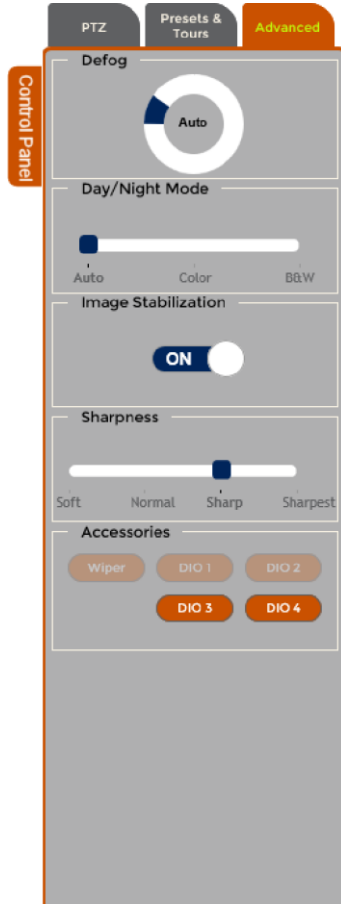 PTZ
Presets &
Tours
Advanced
Control Panel
Defog
Auto
Day/Night Mode
Auto Color B&W
Image Stabilization
ON
Sharpness
Soft Normal Sharp Sharpest
Accessories
Wiper DIO 1 DIO 2
DIO 3 DIO 4